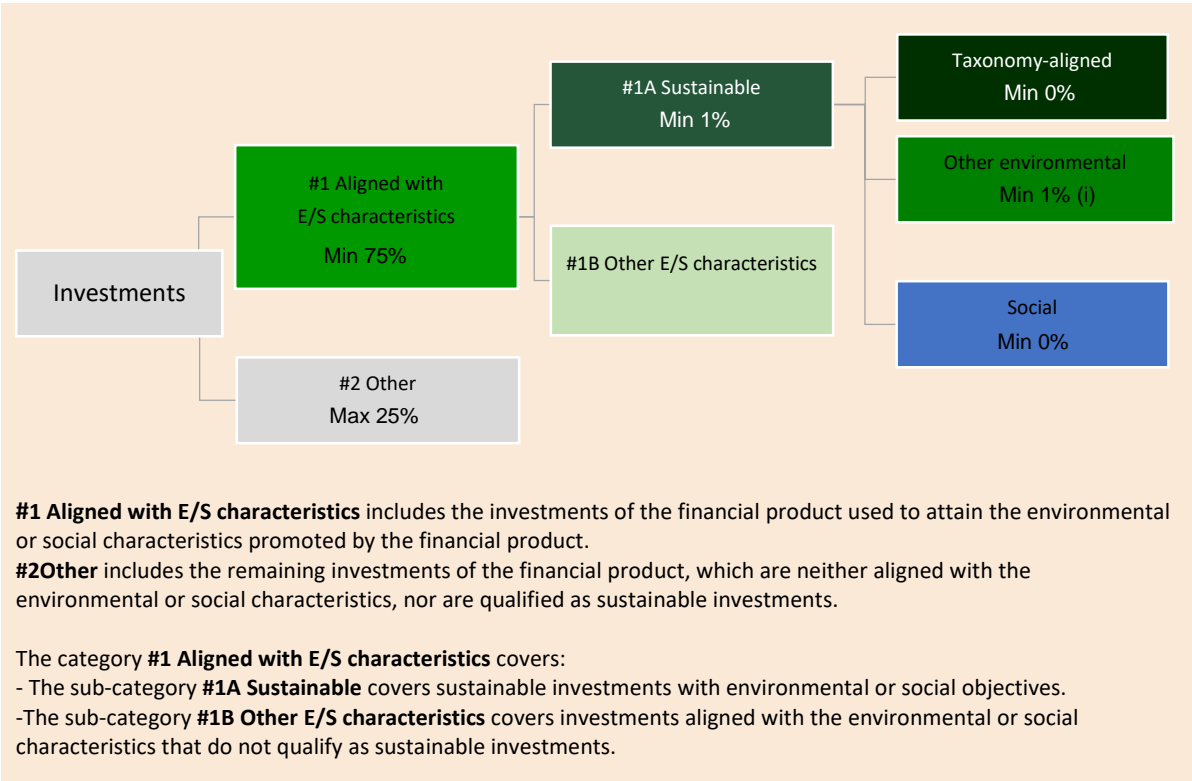 Investments
#1 Aligned with
E/S characteristics
Min 75%
#2 Other
Max 25%
#1A Sustainable
Min 1%
#1B Other E/S characteristics
Taxonomy-aligned
Min 0%
Other environmental
Min 1% (i)
Social
Min 0%
#1 Aligned with E/S characteristics includes the investments of the financial product used to attain the environmental
or social characteristics promoted by the financial product.
#2Other includes the remaining investments of the financial product, which are neither aligned with the
environmental or social characteristics, nor are qualified as sustainable investments.
The category #1 Aligned with E/S characteristics covers:
- The sub-category #1A Sustainable covers sustainable investments with environmental or social objectives.
-The sub-category #1B Other E/S characteristics covers investments aligned with the environmental or social
characteristics that do not qualify as sustainable investments.